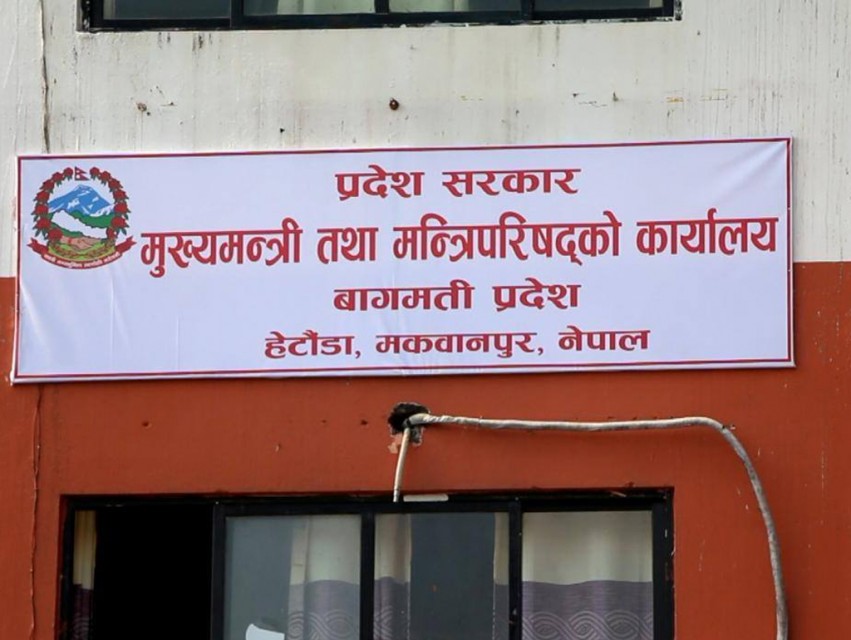 प्रदेश सरकार
मुख्यमन्त्री तथा मन्त्रिपरिषद्को कार्यालय
बागमती प्रदेश
हेटौंडा, मकवानपुर, नेपाल